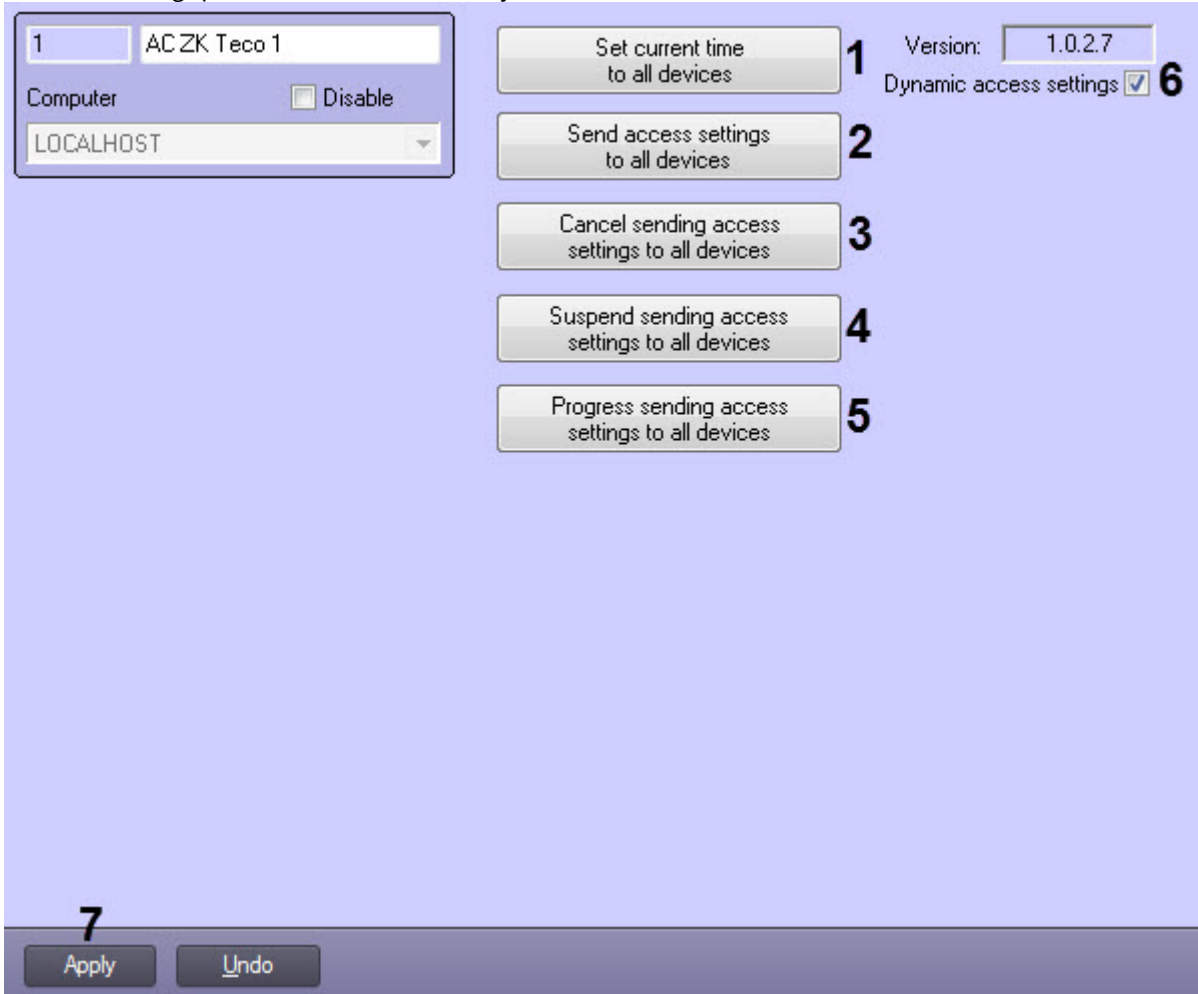 1
AC ZK Teco 1
Computer
Disable
LOCALHOST
Set current time
to all devices
1
Send access settings
to all devices
2
Cancel sending access
settings to all devices
3
Suspend sending access
settings to all devices
4
Progress sending access
settings to all devices
5
Version:
1.0.2.7
Dynamic access settings
6
7
Apply
Undo